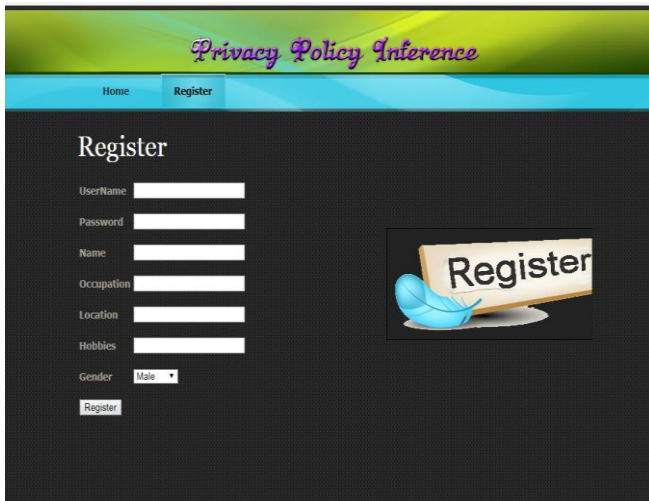 Privacy Policy Inference
Home Register
Register
UserName
Password
Name
Occupation
Location
Hobbies
Gender Male
Register
Register